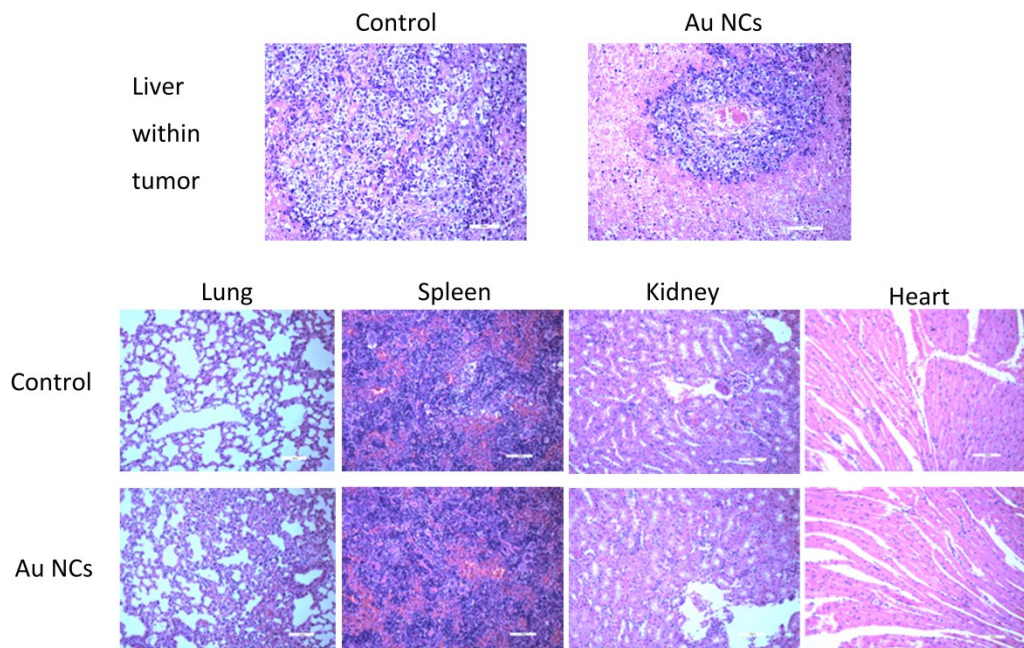 Control
Au NCs
Liver
within
tumor
Lung
Spleen
Kidney
Heart
Control
Au NCs